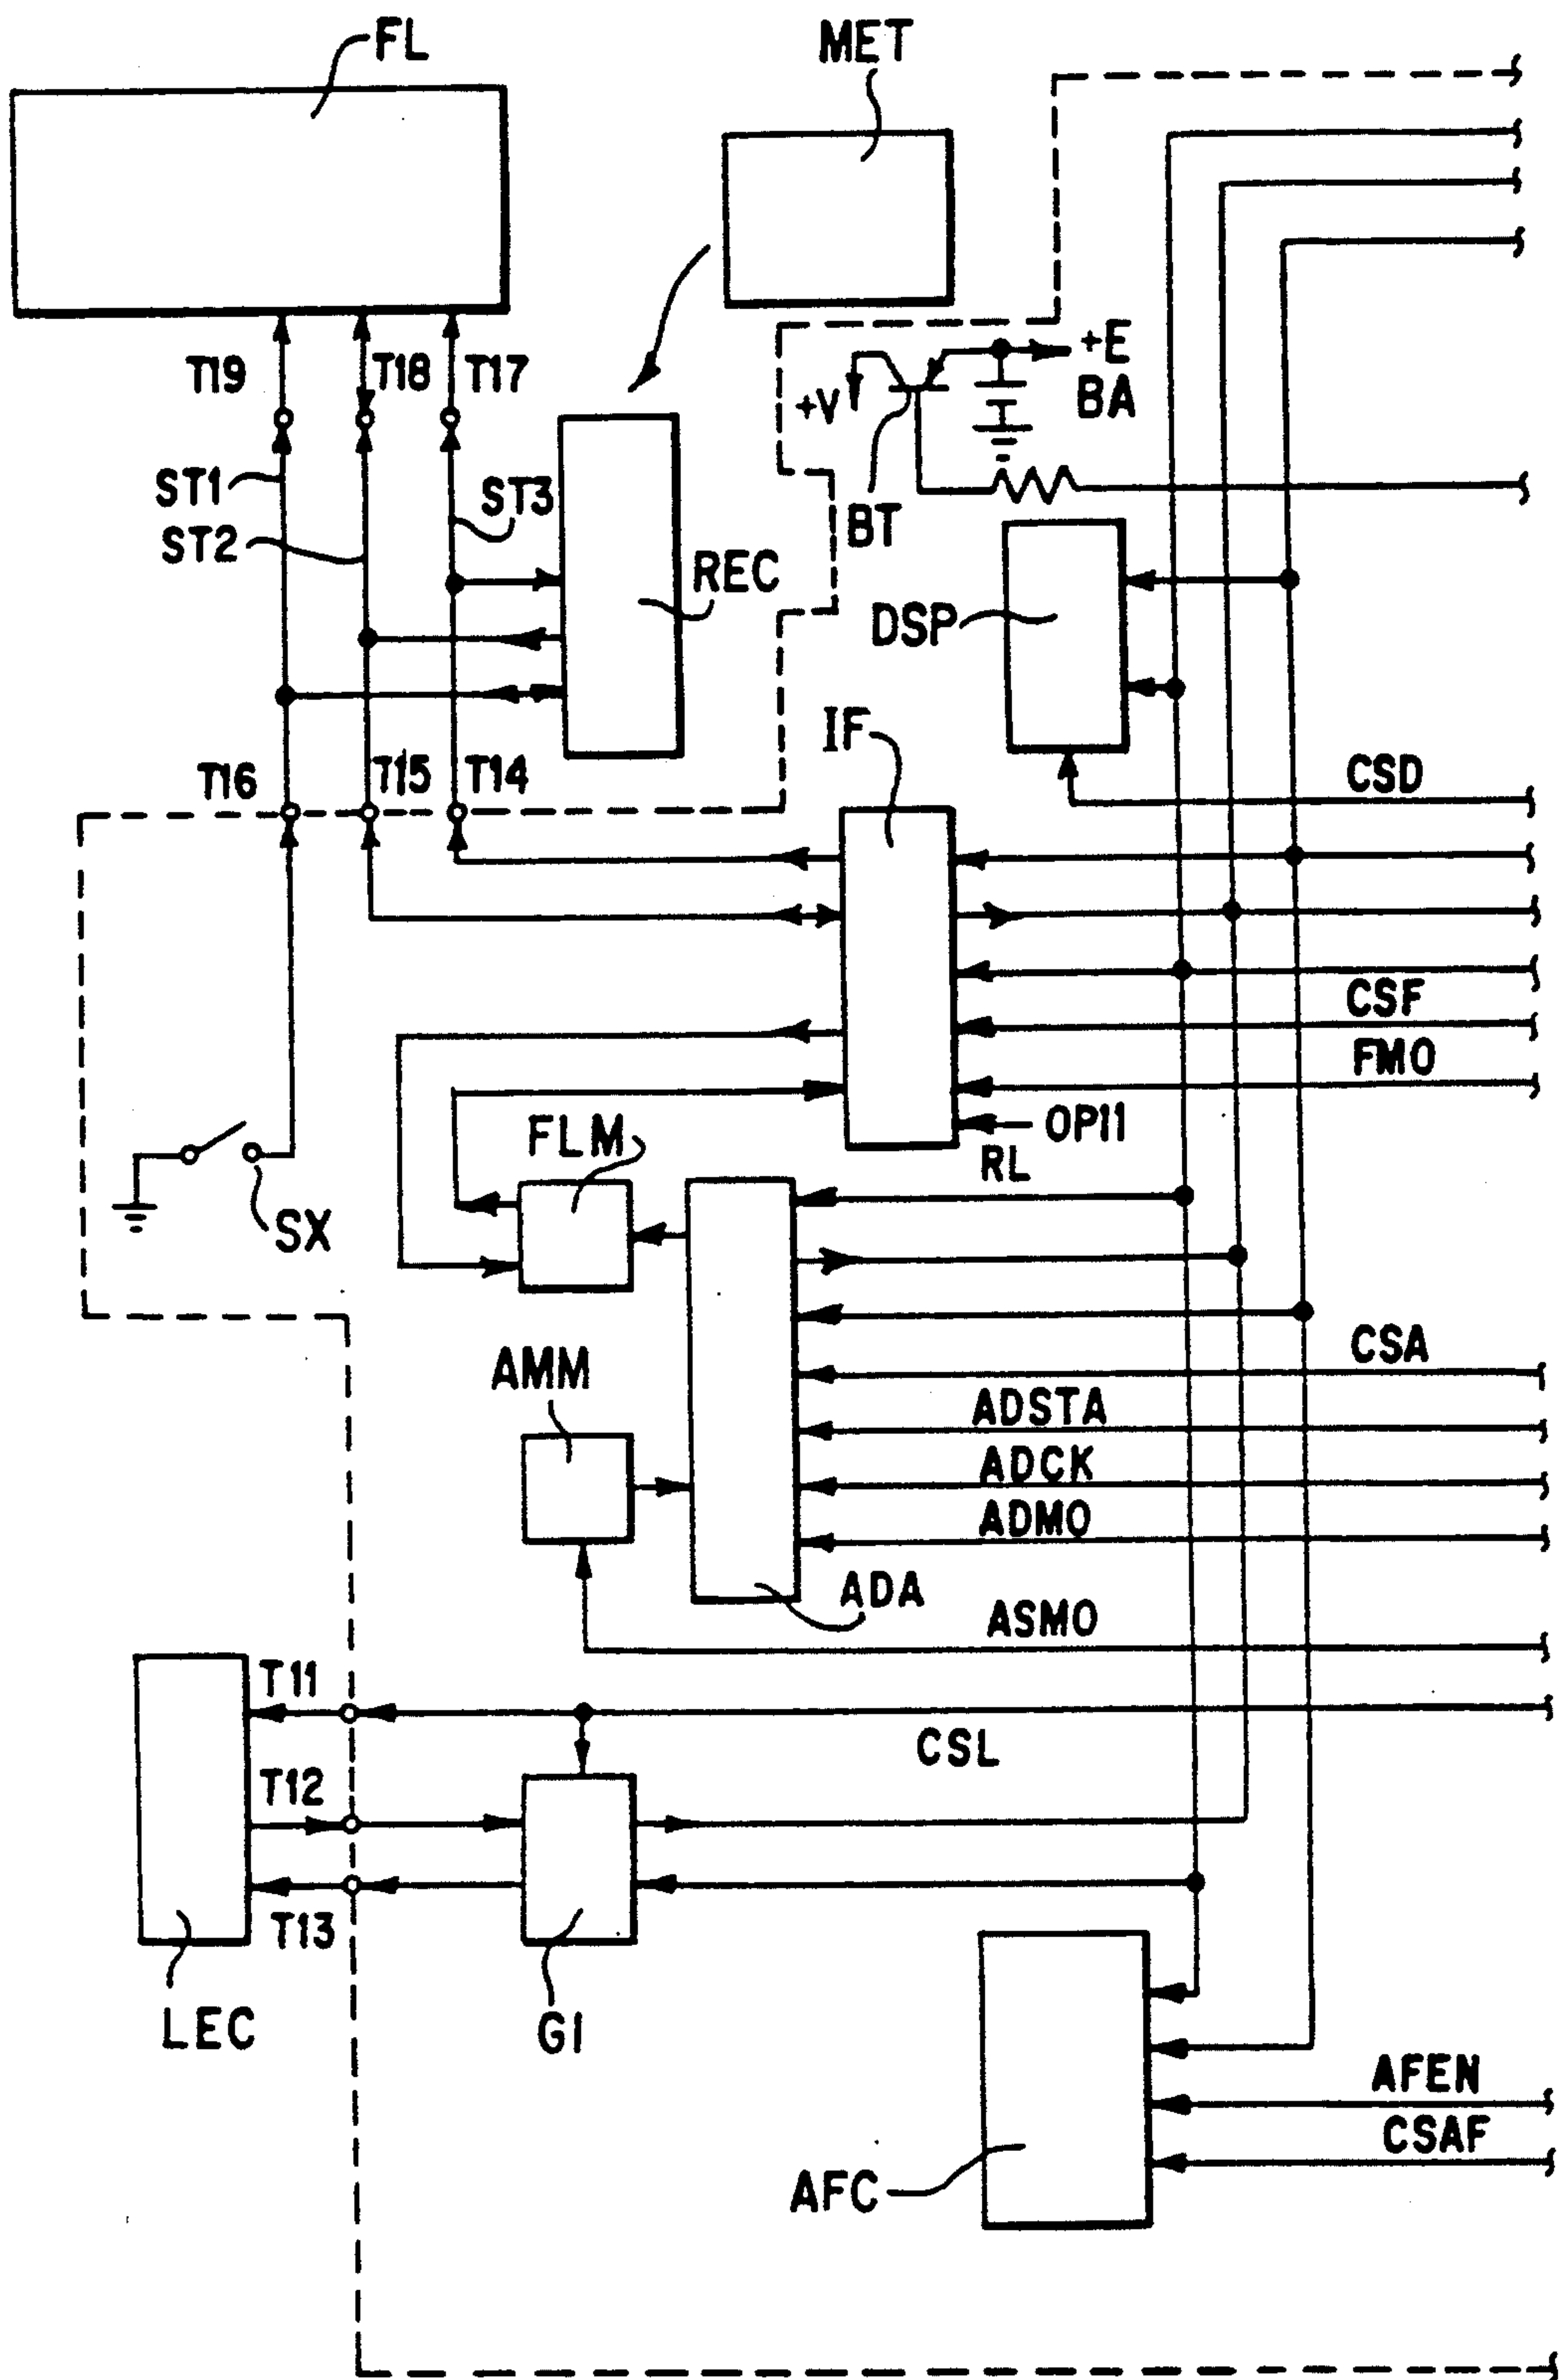 FL
MET
+E
T19
T18
T17
+V
BA
ST1
ST3
ST2
BT
REC
DSP
IF
T16
T15
T14
CSD
CSF
FMO
FLM
OP11
RL
SX
AMM
CSA
ADSTA
ADCK
ADMO
ADA
ASMO
T11
CSL
T12
T13
LEC
G1
AFEN
CSAF
AFC